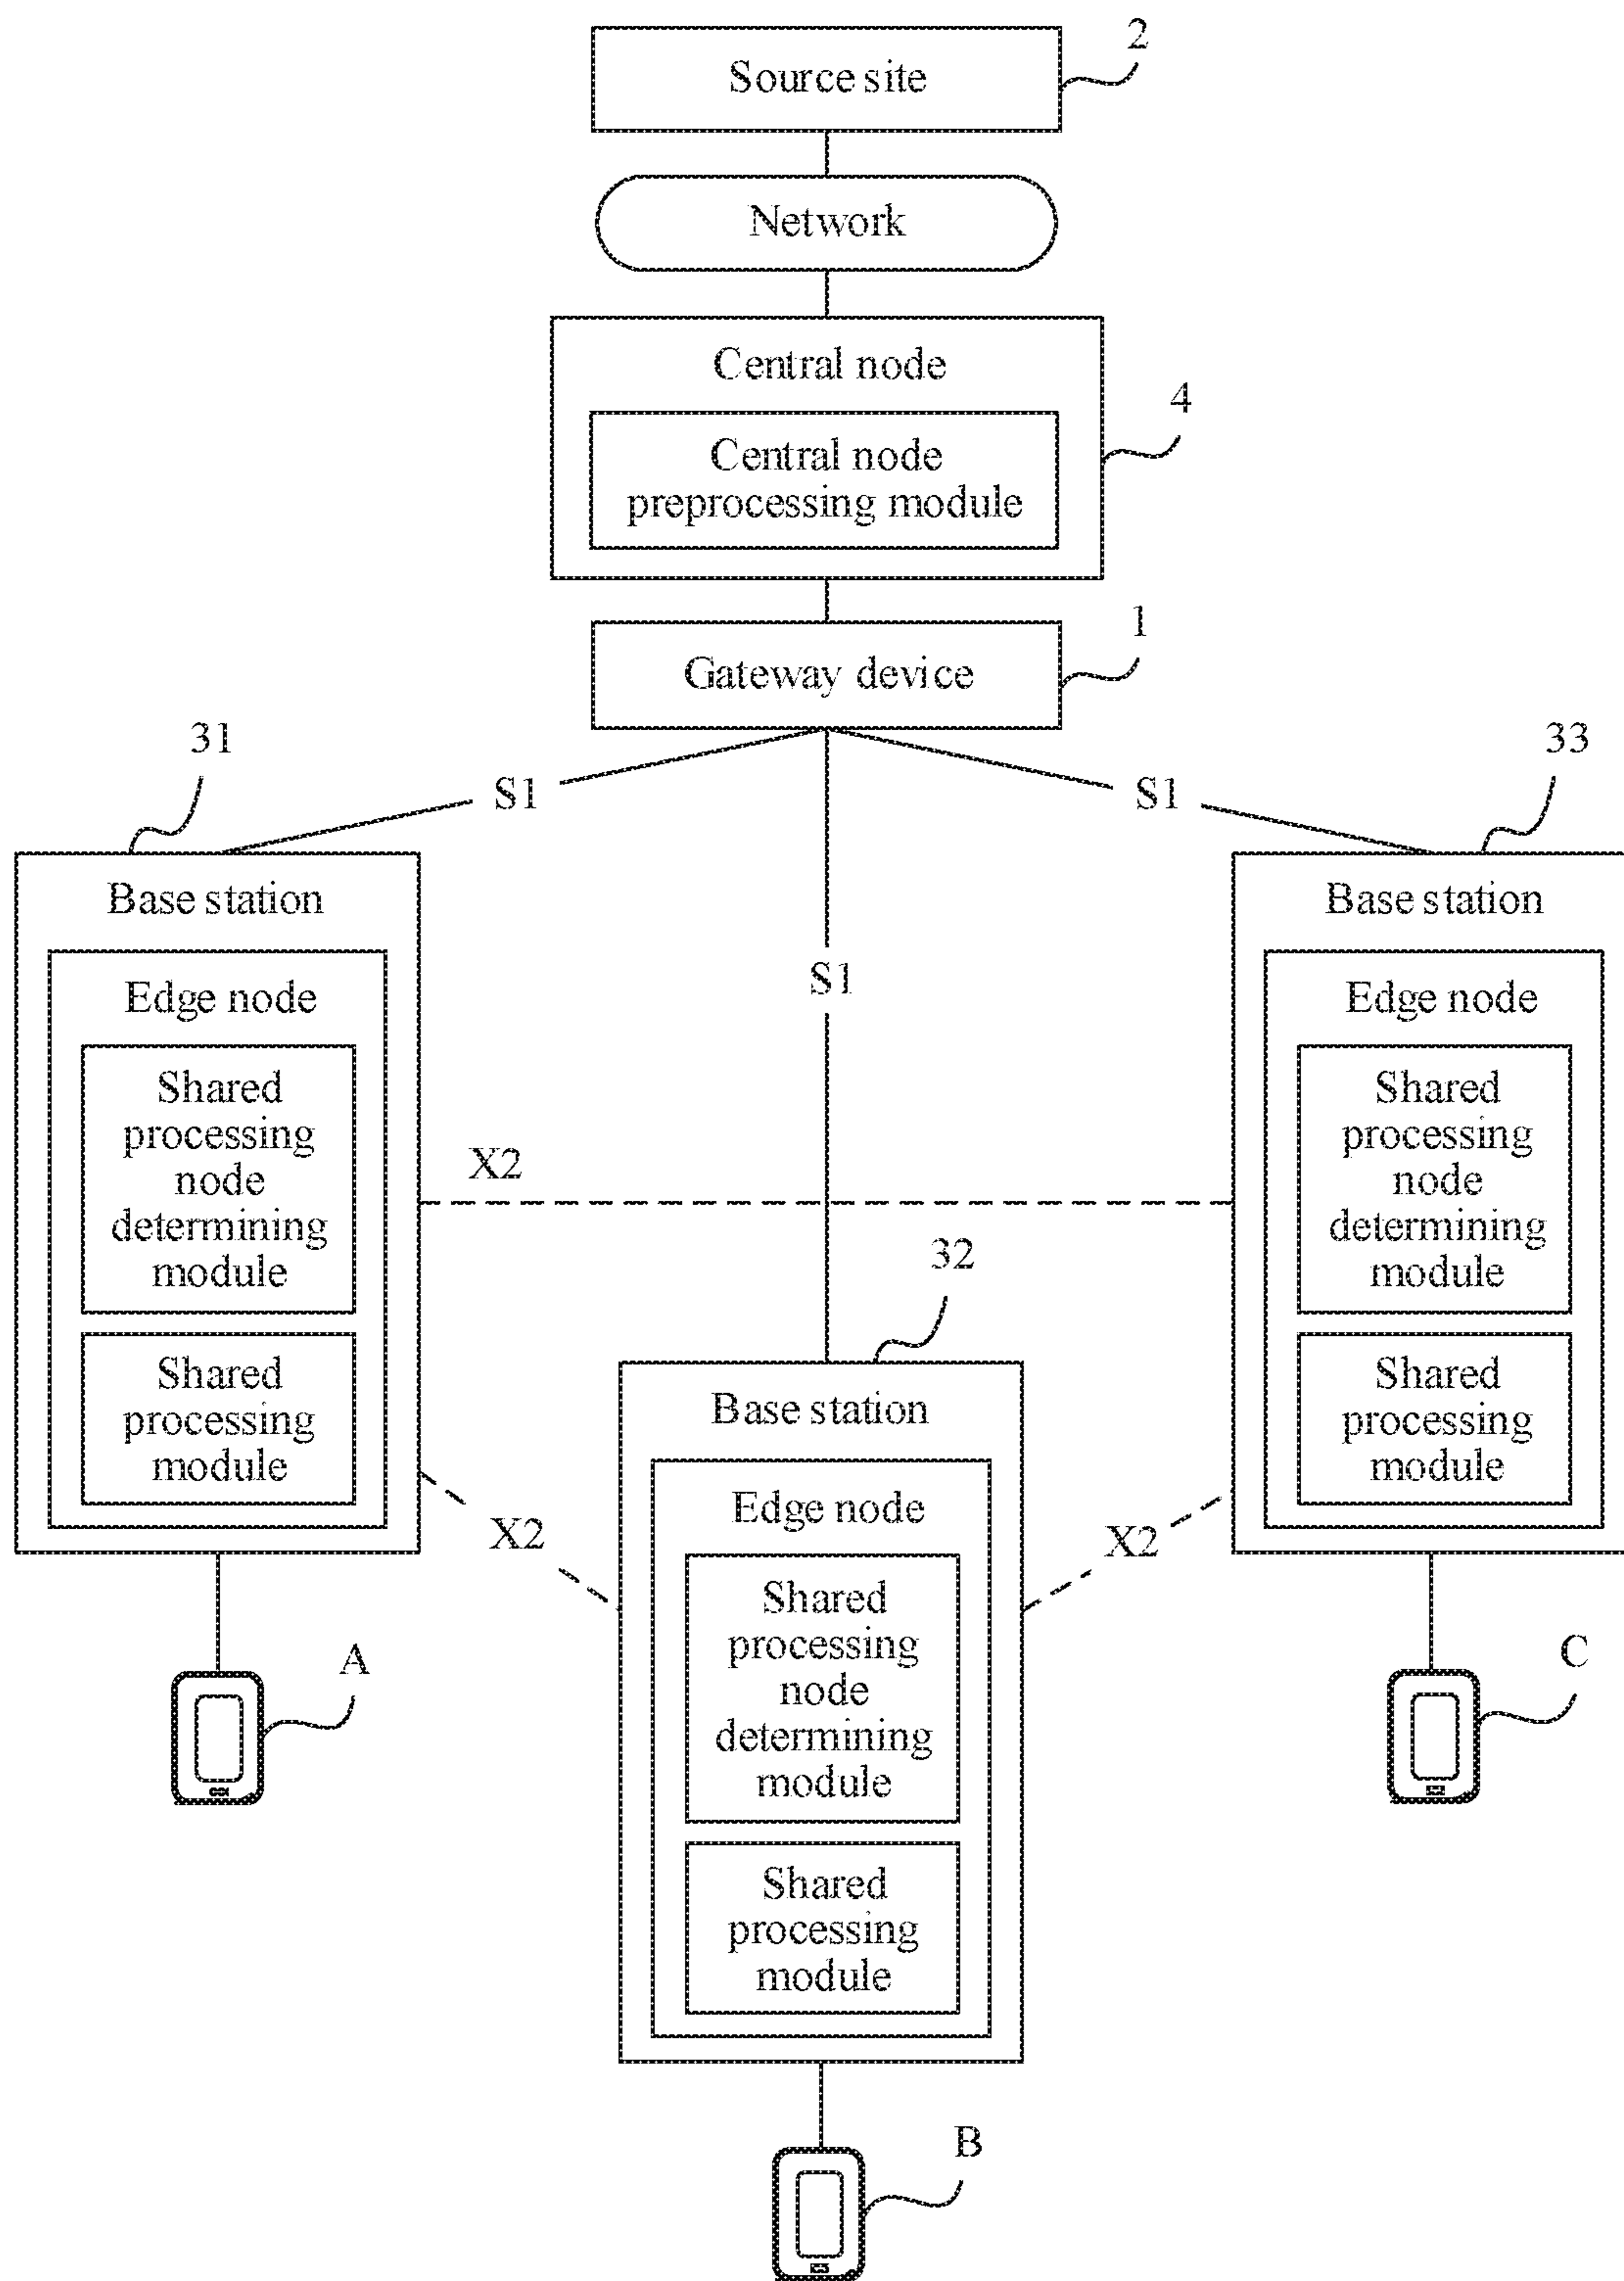 2
Source site
Network
Central node
4
Central node
preprocessing module
1
Gateway device
31
33
S1
S1
S1
Base station
Edge node
Shared
processing
node
determining
module
Shared
processing
module
Base station
Edge node
Shared
processing
node
determining
module
Shared
processing
module
X2
32
Base station
Edge node
Shared
processing
node
determining
module
Shared
processing
module
X2
X2
A
C
B